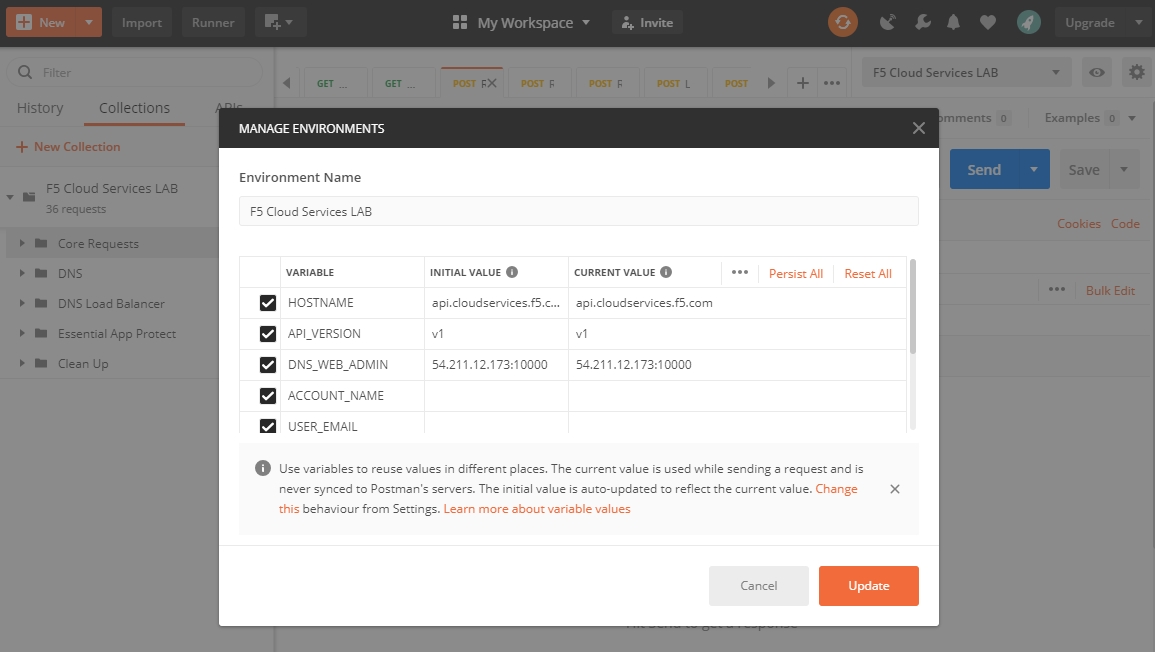 New
Import
Runner
My Workspace
Invite
Upgrade
Filter
GET ...
GET ...
POST
POST
POST
POST L
POST
F5 Cloud Services LAB
History
Collections
APIs
MANAGE ENVIRONMENTS
0
Examples 0
New Collection
Environment Name
Send
Save
F5 Cloud Services LAB
36 requests
F5 Cloud Services LAB
Cookies Code
Core Requests
DNS
DNS Load Balancer
Essential App Protect
Clean Up
VARIABLE INITIAL VALUE CURRENT VALUE Persist All Reset All
Bulk Edit
HOSTNAME api.cloudservices.f5.c... api.cloudservices.f5.com
API_VERSION v1 v1
DNS_WEB_ADMIN 54.211.12.173:10000 54.211.12.173:10000
ACCOUNT_NAME
USER_EMAIL
Use variables to reuse values in different places. The current value is used while sending a request and is
never synced to Postman's servers. The initial value is auto-updated to reflect the current value. Change
this behaviour from Settings. Learn more about variable values
Cancel
Update